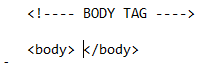 <!---- BODY TAG ---->
<body> </body>